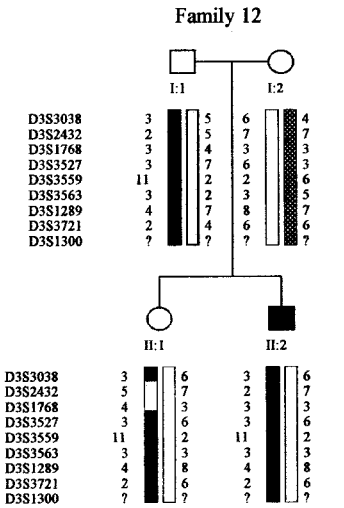 Family 12
I:1 I:2
D3S3038 3 5 6 4
D3S2432 2 5 7 7
D3S1768 3 4 3 3
D3S3527 3 7 6 3
D3S3559 11 2 2 6
D3S3563 3 2 3 5
D3S1289 4 7 8 7
D3S3721 2 4 6 6
D3S1300 ? ? ? ?
II:1 II:2
D3S3038 3 6 3 6
D3S2432 5 7 2 7
D3S1768 4 3 3 3
D3S3527 3 6 3 6
D3S3559 11 2 11 2
D3S3563 3 3 3 3
D3S1289 4 8 4 8
D3S3721 2 6 2 6
D3S1300 ? ? ? ?